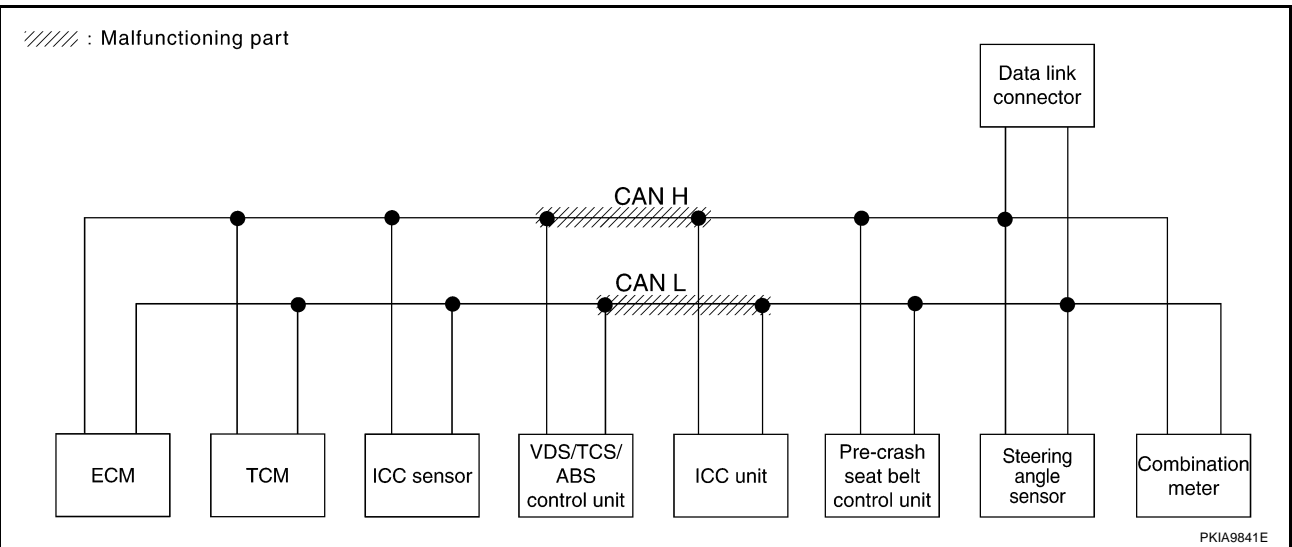 : Malfunctioning part
Data link
connector
CAN H
CAN L
ECM
TCM
ICC sensor
VDS/TCS/
ABS
control unit
ICC unit
Pre-crash
seat belt
control unit
Steering
angle
sensor
Combination
meter
PKIA9841E